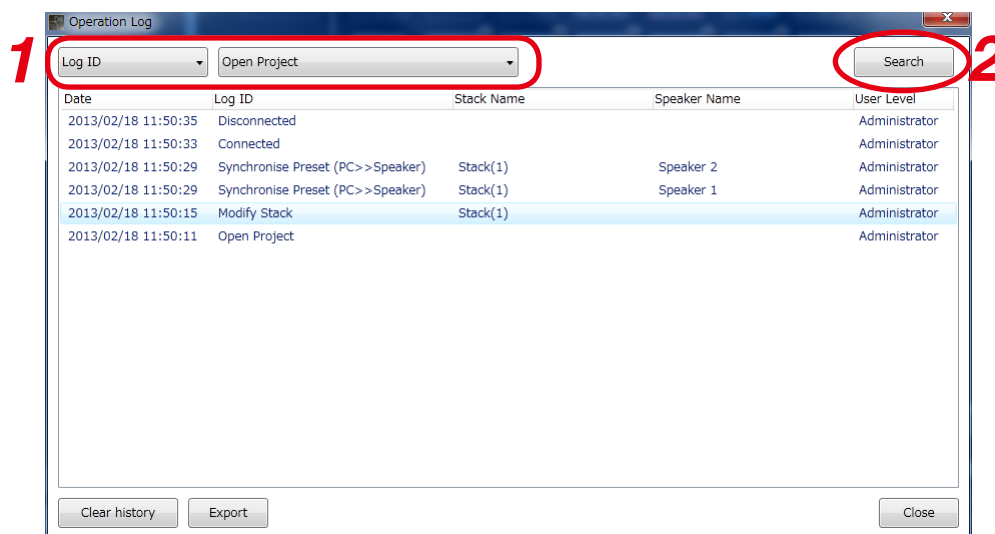 Operation Log
x
1 Log ID Open Project Search 2
Date Log ID Stack Name Speaker Name User Level
2013/02/18 11:50:35 Disconnected Administrator
2013/02/18 11:50:33 Connected Administrator
2013/02/18 11:50:29 Synchronise Preset (PC>>Speaker) Stack(1) Speaker 2 Administrator
2013/02/18 11:50:29 Synchronise Preset (PC>>Speaker) Stack(1) Speaker 1 Administrator
2013/02/18 11:50:15 Modify Stack Stack(1) Administrator
2013/02/18 11:50:11 Open Project Administrator
Clear history Export Close